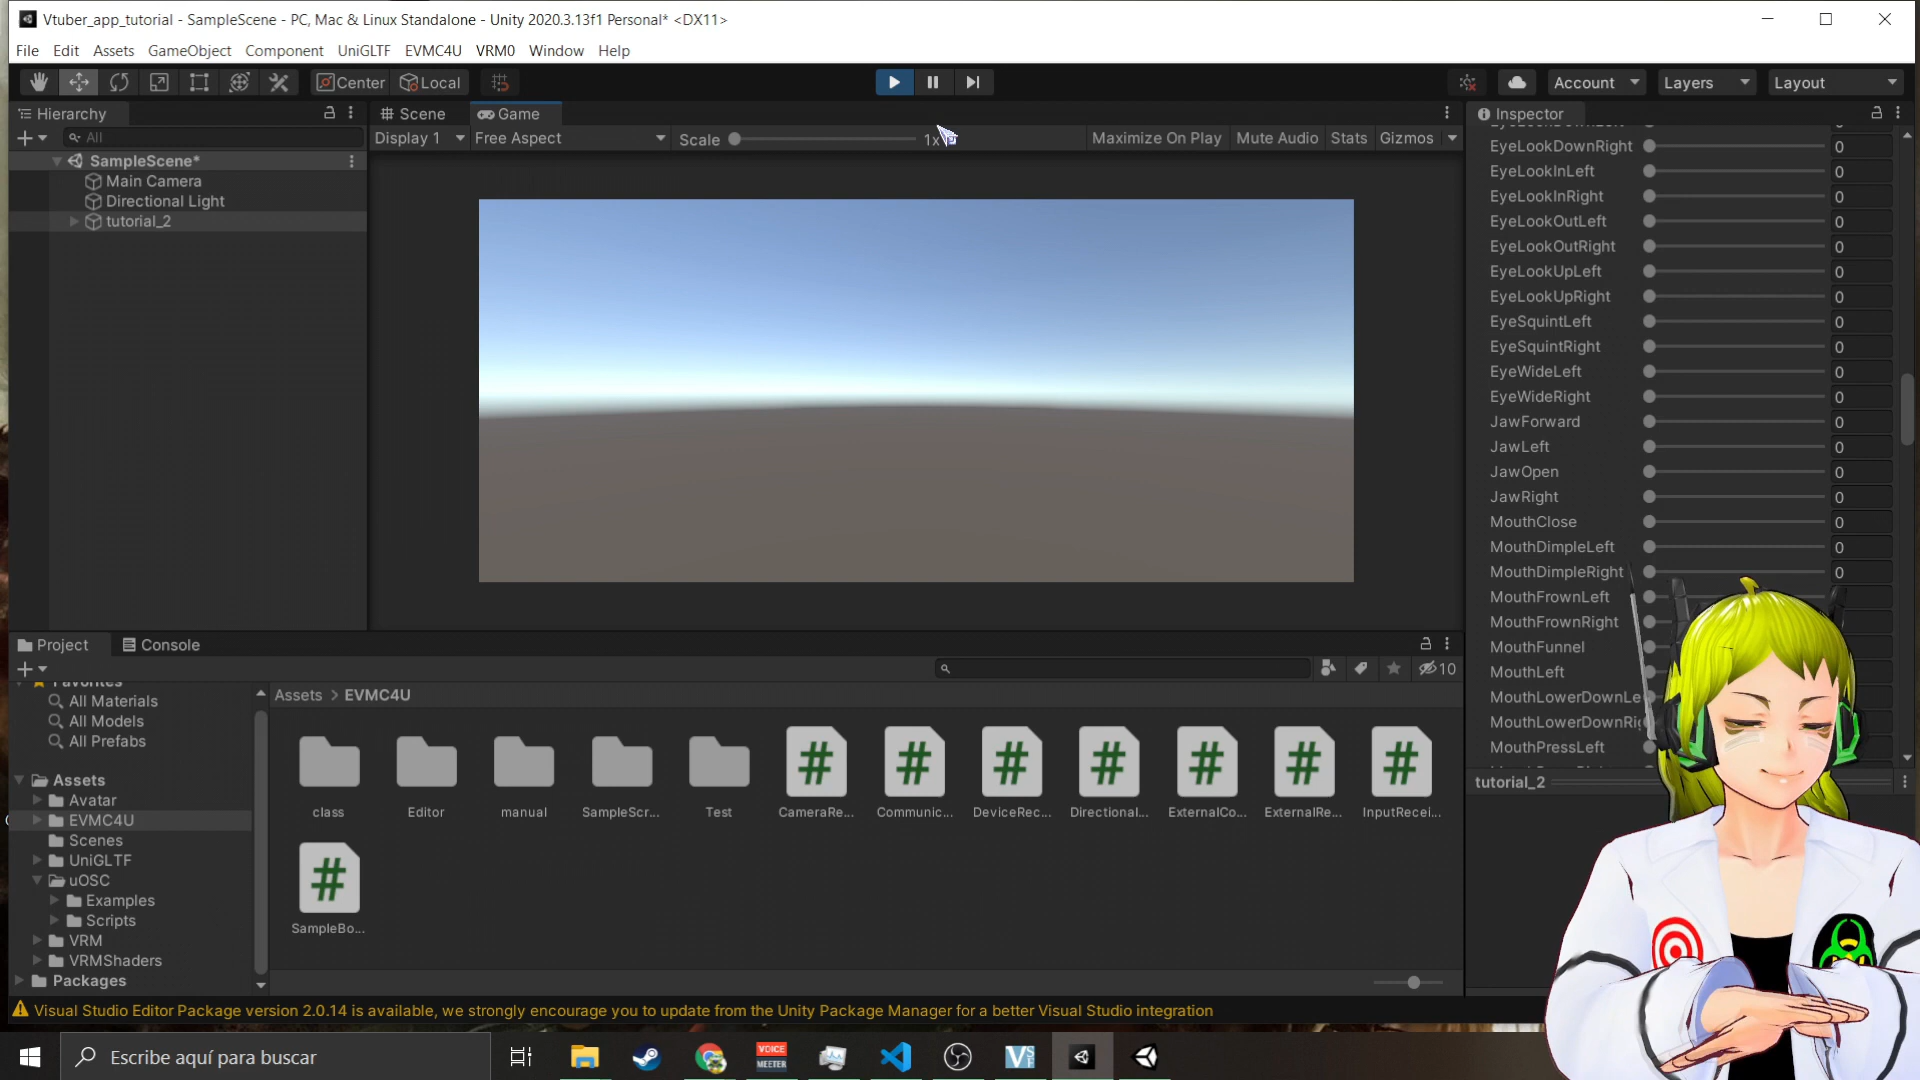 Vtuber_app_tutorial - SampleScene - PC, Mac & Linux Standalone - Unity 2020.3.13f1 Personal* <DX11>
File Edit Assets GameObject Component UniGLTF EVMC4U VRM0 Window Help
Center Local Account Layers Layout
Hierarchy
Scene Game
Inspector
All
Display 1 Free Aspect Scale 1x Maximize On Play Mute Audio Stats Gizmos
SampleScene*
Main Camera
Directional Light
tutorial_2
EyeLookDownRight 0
EyeLookInLeft 0
EyeLookInRight 0
EyeLookOutLeft 0
EyeLookOutRight 0
EyeLookUpLeft 0
EyeLookUpRight 0
EyeSquintLeft 0
EyeSquintRight 0
EyeWideLeft 0
EyeWideRight 0
JawForward 0
JawLeft 0
JawOpen 0
JawRight 0
MouthClose 0
MouthDimpleLeft 0
MouthDimpleRight 0
MouthFrownLeft
MouthFrownRight
MouthFunnel
MouthLeft
MouthLowerDownLe
MouthLowerDownRi
MouthPressLeft
tutorial_2
Project Console
10
Favorites
All Materials
All Models
All Prefabs
Assets
Avatar
EVMC4U
Scenes
UniGLTF
uOSC
Examples
Scripts
VRM
VRMShaders
Packages
Assets > EVMC4U
class Editor manual SampleScr... Test CameraRe... Communic... DeviceRec... Directional... ExternalCo... ExternalRe... InputRecei...
SampleBo...
Visual Studio Editor Package version 2.0.14 is available, we strongly encourage you to update from the Unity Package Manager for a better Visual Studio integration
Escribe aquí para buscar
VOICE
MEETER